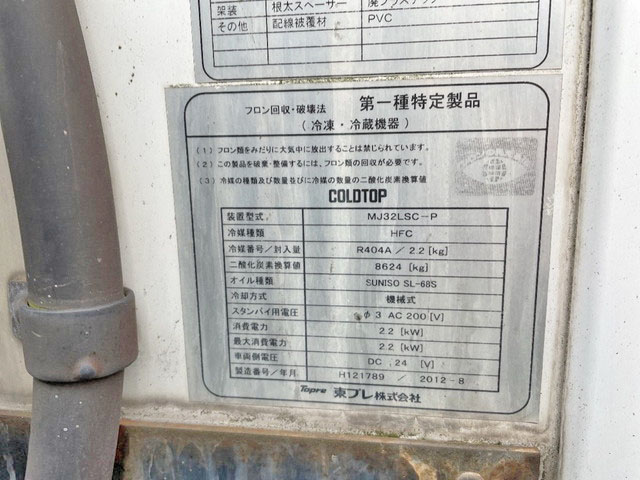 架装 根太スペーサー 廃プラスチック
その他 配線被覆材 PVC
フロン回収・破壊法 第一種特定製品
(冷凍・冷蔵機器)
(1) フロン類をみだりに大気中に放出することは禁じられています。
(2) この製品を廃棄・整備するには、フロン類の回収が必要です。
(3) 冷媒の種類及び数量並びに冷媒の数量の二酸化炭素換算値
COLDTOP
装置型式 MJ32LSC-P
冷媒種類 HFC
冷媒番号/封入量 R404A / 2.2 [kg]
二酸化炭素換算値 8624 [kg]
オイル種類 SUNISO SL-68S
冷却方式 機械式
スタンバイ用電圧 φ3 AC 200 [V]
消費電力 2.2 [kW]
最大消費電力 2.2 [kW]
車両側電圧 DC 24 [V]
製造番号/年月 H121789 / 2012-8
Topre 東プレ株式会社